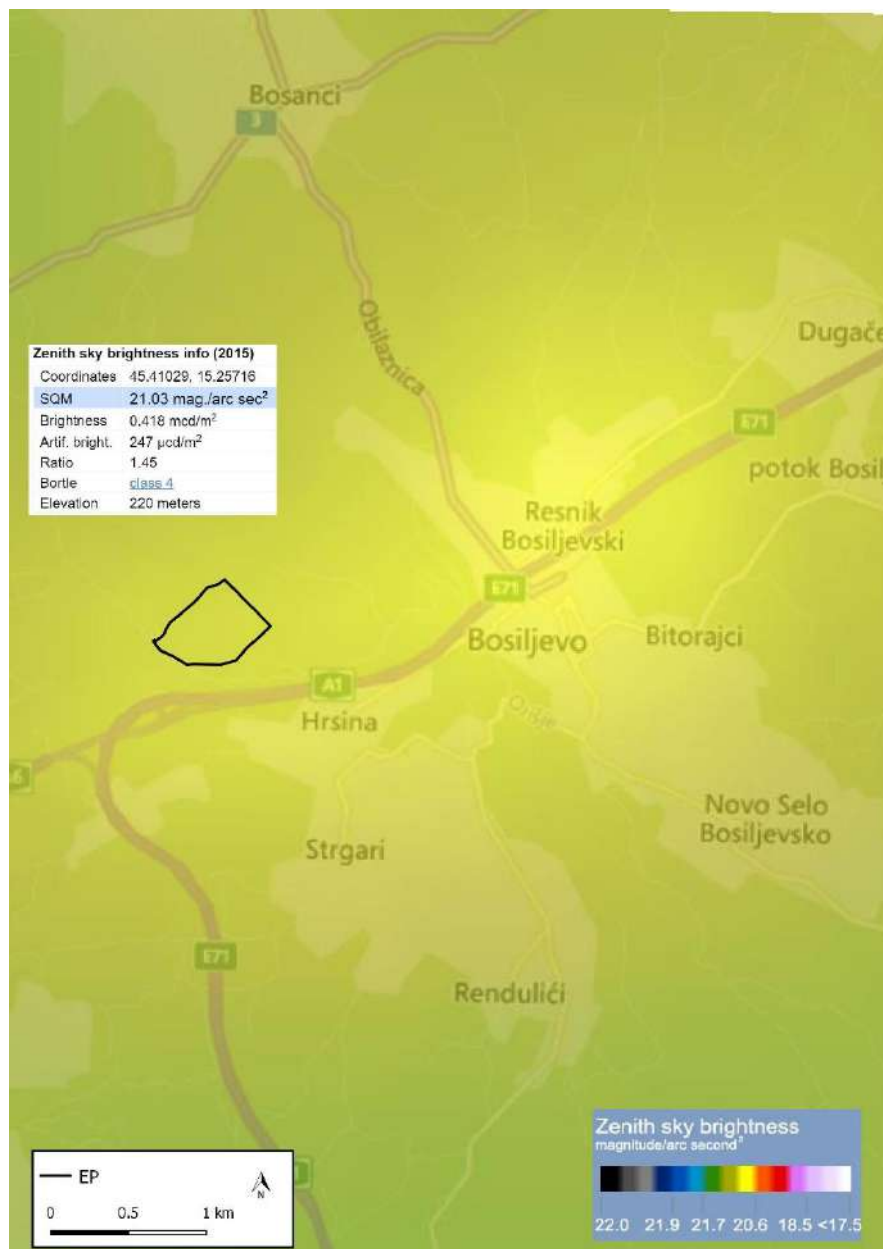 Bosanci
3
Obilaznica
Zenith sky brightness info (2015)
Coordinates 45.41029, 15.25716
SQM 21.03 mag./arc sec²
Brightness 0.418 mcd/m²
Artif. bright. 247 μcd/m²
Ratio 1.45
Bortle class 4
Elevation 220 meters
Dugače
E71
potok Bosil
Resnik
Bosiljevski
E71
Bosiljevo
Bitorajci
A1
Hrsina
6
Novo Selo
Bosiljevsko
Strgari
E71
Rendulići
EP
N
0 0.5 1 km
Zenith sky brightness
magnitude/arc second²
22.0 21.9 21.7 20.6 18.5 <17.5